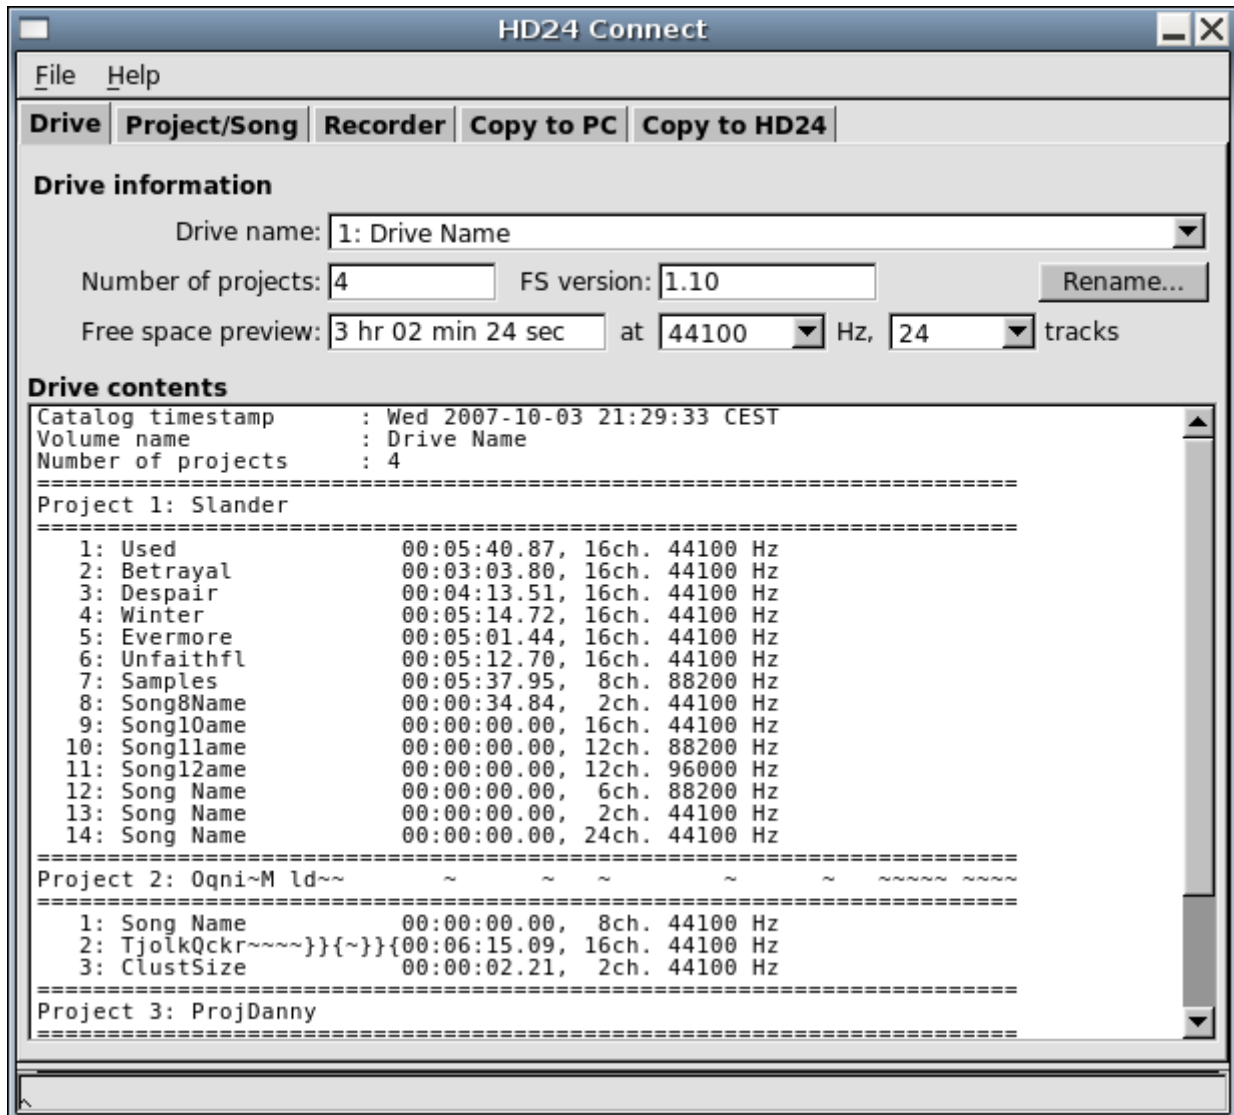 HD24 Connect
File Help
Drive Project/Song Recorder Copy to PC Copy to HD24
Drive information
Drive name: 1: Drive Name
Number of projects: 4 FS version: 1.10 Rename...
Free space preview: 3 hr 02 min 24 sec at 44100 Hz, 24 tracks
Drive contents
Catalog timestamp : Wed 2007-10-03 21:29:33 CEST
Volume name : Drive Name
Number of projects : 4
======================================================================
Project 1: Slander
======================================================================
1: Used 00:05:40.87, 16ch. 44100 Hz
2: Betrayal 00:03:03.80, 16ch. 44100 Hz
3: Despair 00:04:13.51, 16ch. 44100 Hz
4: Winter 00:05:14.72, 16ch. 44100 Hz
5: Evermore 00:05:01.44, 16ch. 44100 Hz
6: Unfaithfl 00:05:12.70, 16ch. 44100 Hz
7: Samples 00:05:37.95, 8ch. 88200 Hz
8: Song8Name 00:00:34.84, 2ch. 44100 Hz
9: Song10ame 00:00:00.00, 16ch. 44100 Hz
10: Song11ame 00:00:00.00, 12ch. 88200 Hz
11: Song12ame 00:00:00.00, 12ch. 96000 Hz
12: Song Name 00:00:00.00, 6ch. 88200 Hz
13: Song Name 00:00:00.00, 2ch. 44100 Hz
14: Song Name 00:00:00.00, 24ch. 44100 Hz
======================================================================
Project 2: Oqni~M ld~~ ~ ~ ~ ~ ~ ~~~~~ ~~~~
======================================================================
1: Song Name 00:00:00.00, 8ch. 44100 Hz
2: TjolkQckr~~~~}}{~}}{00:06:15.09, 16ch. 44100 Hz
3: ClustSize 00:00:02.21, 2ch. 44100 Hz
======================================================================
Project 3: ProjDanny
======================================================================